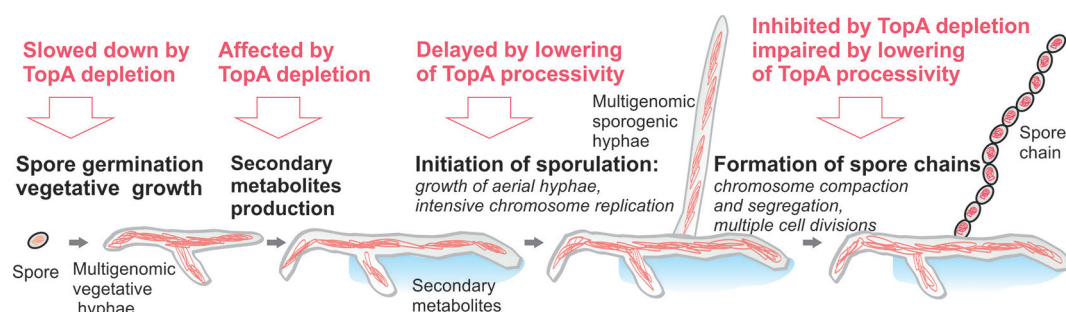 Slowed down by
TopA depletion
Affected by
TopA depletion
Delayed by lowering
of TopA processivity
Inhibited by TopA depletion
impaired by lowering
of TopA processivity
Spore germination
vegetative growth
Secondary
metabolites
production
Initiation of sporulation:
growth of aerial hyphae,
intensive chromosome replication
Multigenomic
sporogenic
hyphae
Formation of spore chains
chromosome compaction
and segregation,
multiple cell divisions
Spore
chain
Spore
Multigenomic
vegetative
hyphae
Secondary
metabolites